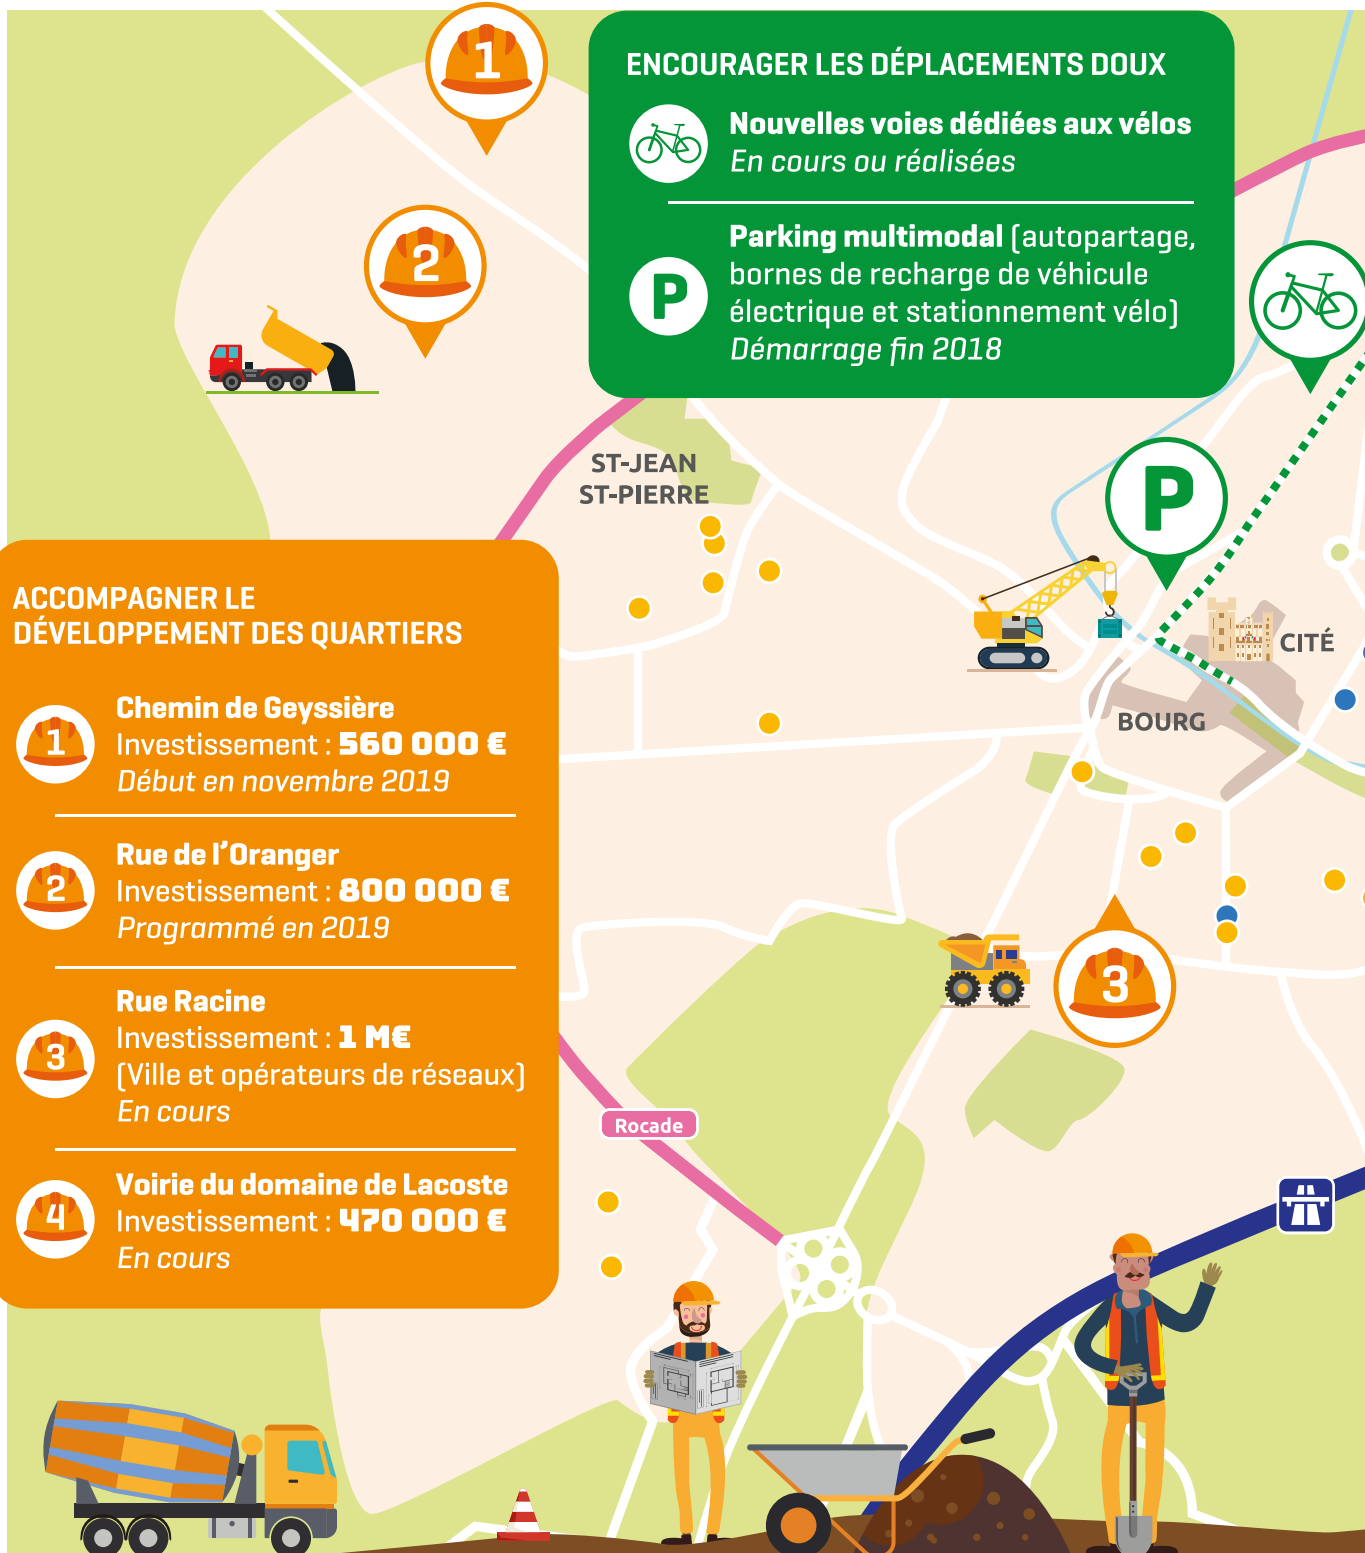 1
2
ENCOURAGER LES DÉPLACEMENTS DOUX
Nouvelles voies dédiées aux vélos
En cours ou réalisées
P
Parking multimodal (autopartage,
bornes de recharge de véhicule
électrique et stationnement vélo)
Démarrage fin 2018
ST-JEAN
ST-PIERRE
P
CITÉ
BOURG
ACCOMPAGNER LE
DÉVELOPPEMENT DES QUARTIERS
1
Chemin de Geyssière
Investissement : 560 000 €
Début en novembre 2019
2
Rue de l’Oranger
Investissement : 800 000 €
Programmé en 2019
3
Rue Racine
Investissement : 1 M€
(Ville et opérateurs de réseaux)
En cours
4
Voirie du domaine de Lacoste
Investissement : 470 000 €
En cours
3
Rocade